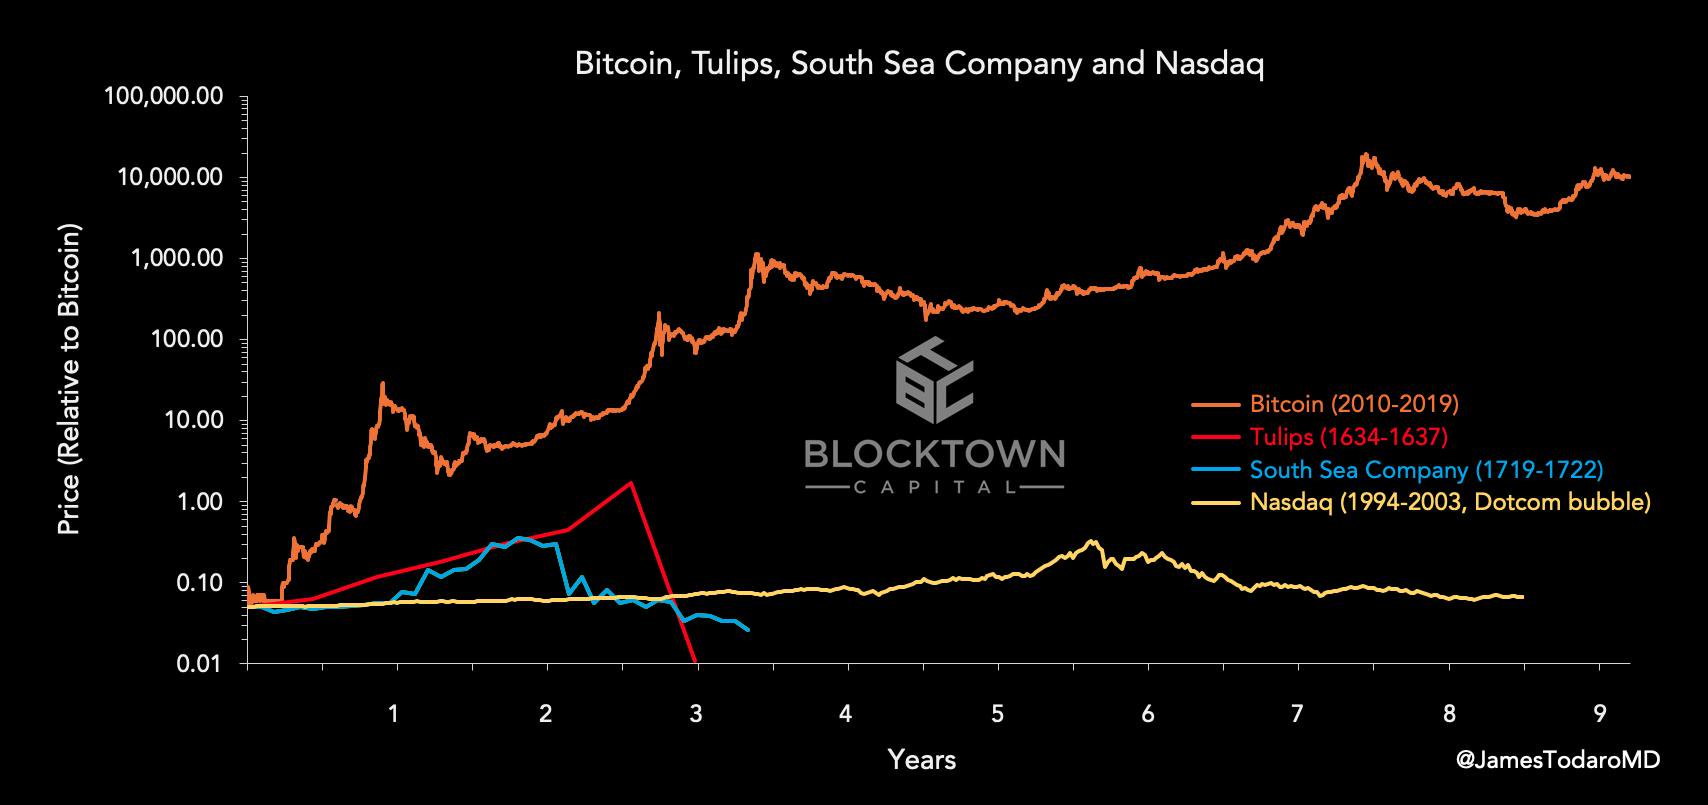 Bitcoin, Tulips, South Sea Company and Nasdaq
100,000.00
10,000.00
1,000.00
100.00
10.00
1.00
0.10
0.01
Price (Relative to Bitcoin)
BLOCKTOWN
CAPITAL
Bitcoin (2010-2019)
Tulips (1634-1637)
South Sea Company (1719-1722)
Nasdaq (1994-2003, Dotcom bubble)
1 2 3 4 5 6 7 8 9
Years
@JamesTodaroMD